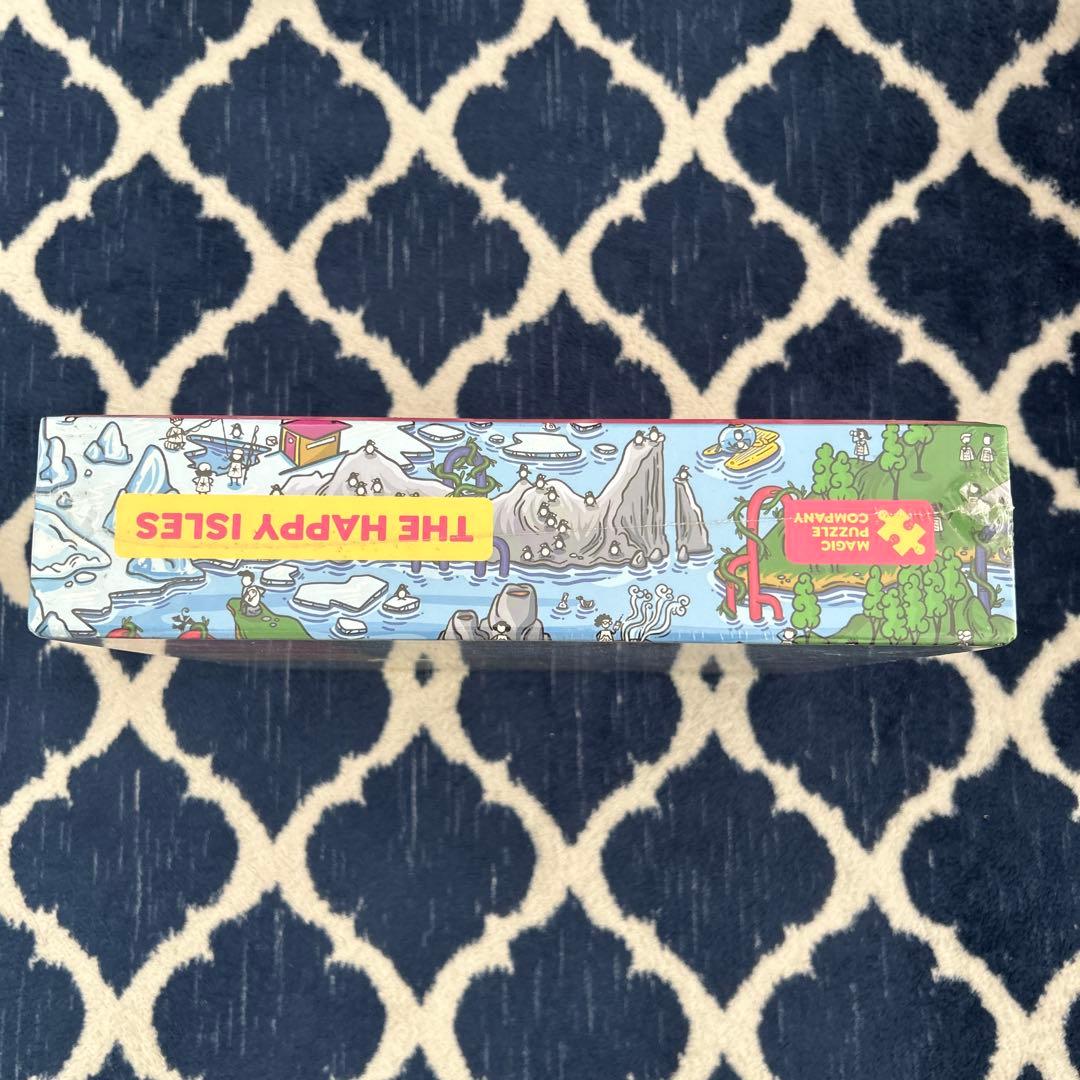 THE HAPPY ISLES
MAGIC
PUZZLE
COMPANY